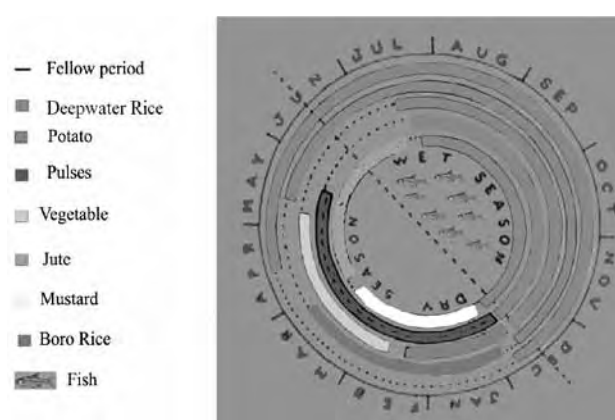 Fellow period
Deepwater Rice
Potato
Pulses
Vegetable
Jute
Mustard
Boro Rice
Fish
JUL
AUG
SEP
OCT
NOV
DSC
JAN
FEB
MAR
APR
MAY
JUN
WET SEASON
DRY SEASON